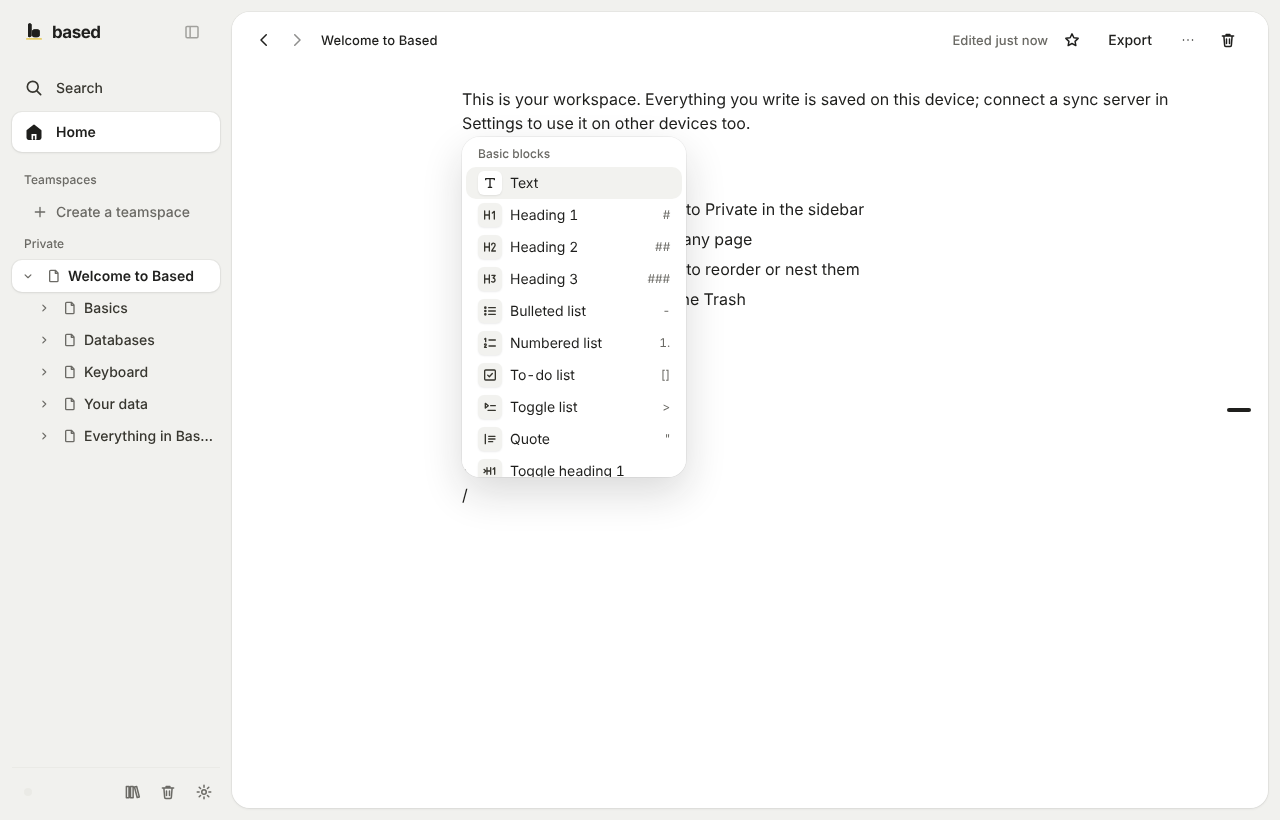 based
Search
Home
Teamspaces
Create a teamspace
Private
Welcome to Based
Basics
Databases
Keyboard
Your data
Everything in Bas...
Welcome to Based
Edited just now
Export
This is your workspace. Everything you write is saved on this device; connect a sync server in
Settings to use it on other devices too.
Basic blocks
Text
Heading 1 #
Heading 2 ##
Heading 3 ###
Bulleted list -
Numbered list 1.
To-do list []
Toggle list >
Quote "
Toggle heading 1
to Private in the sidebar
any page
to reorder or nest them
Trash
/